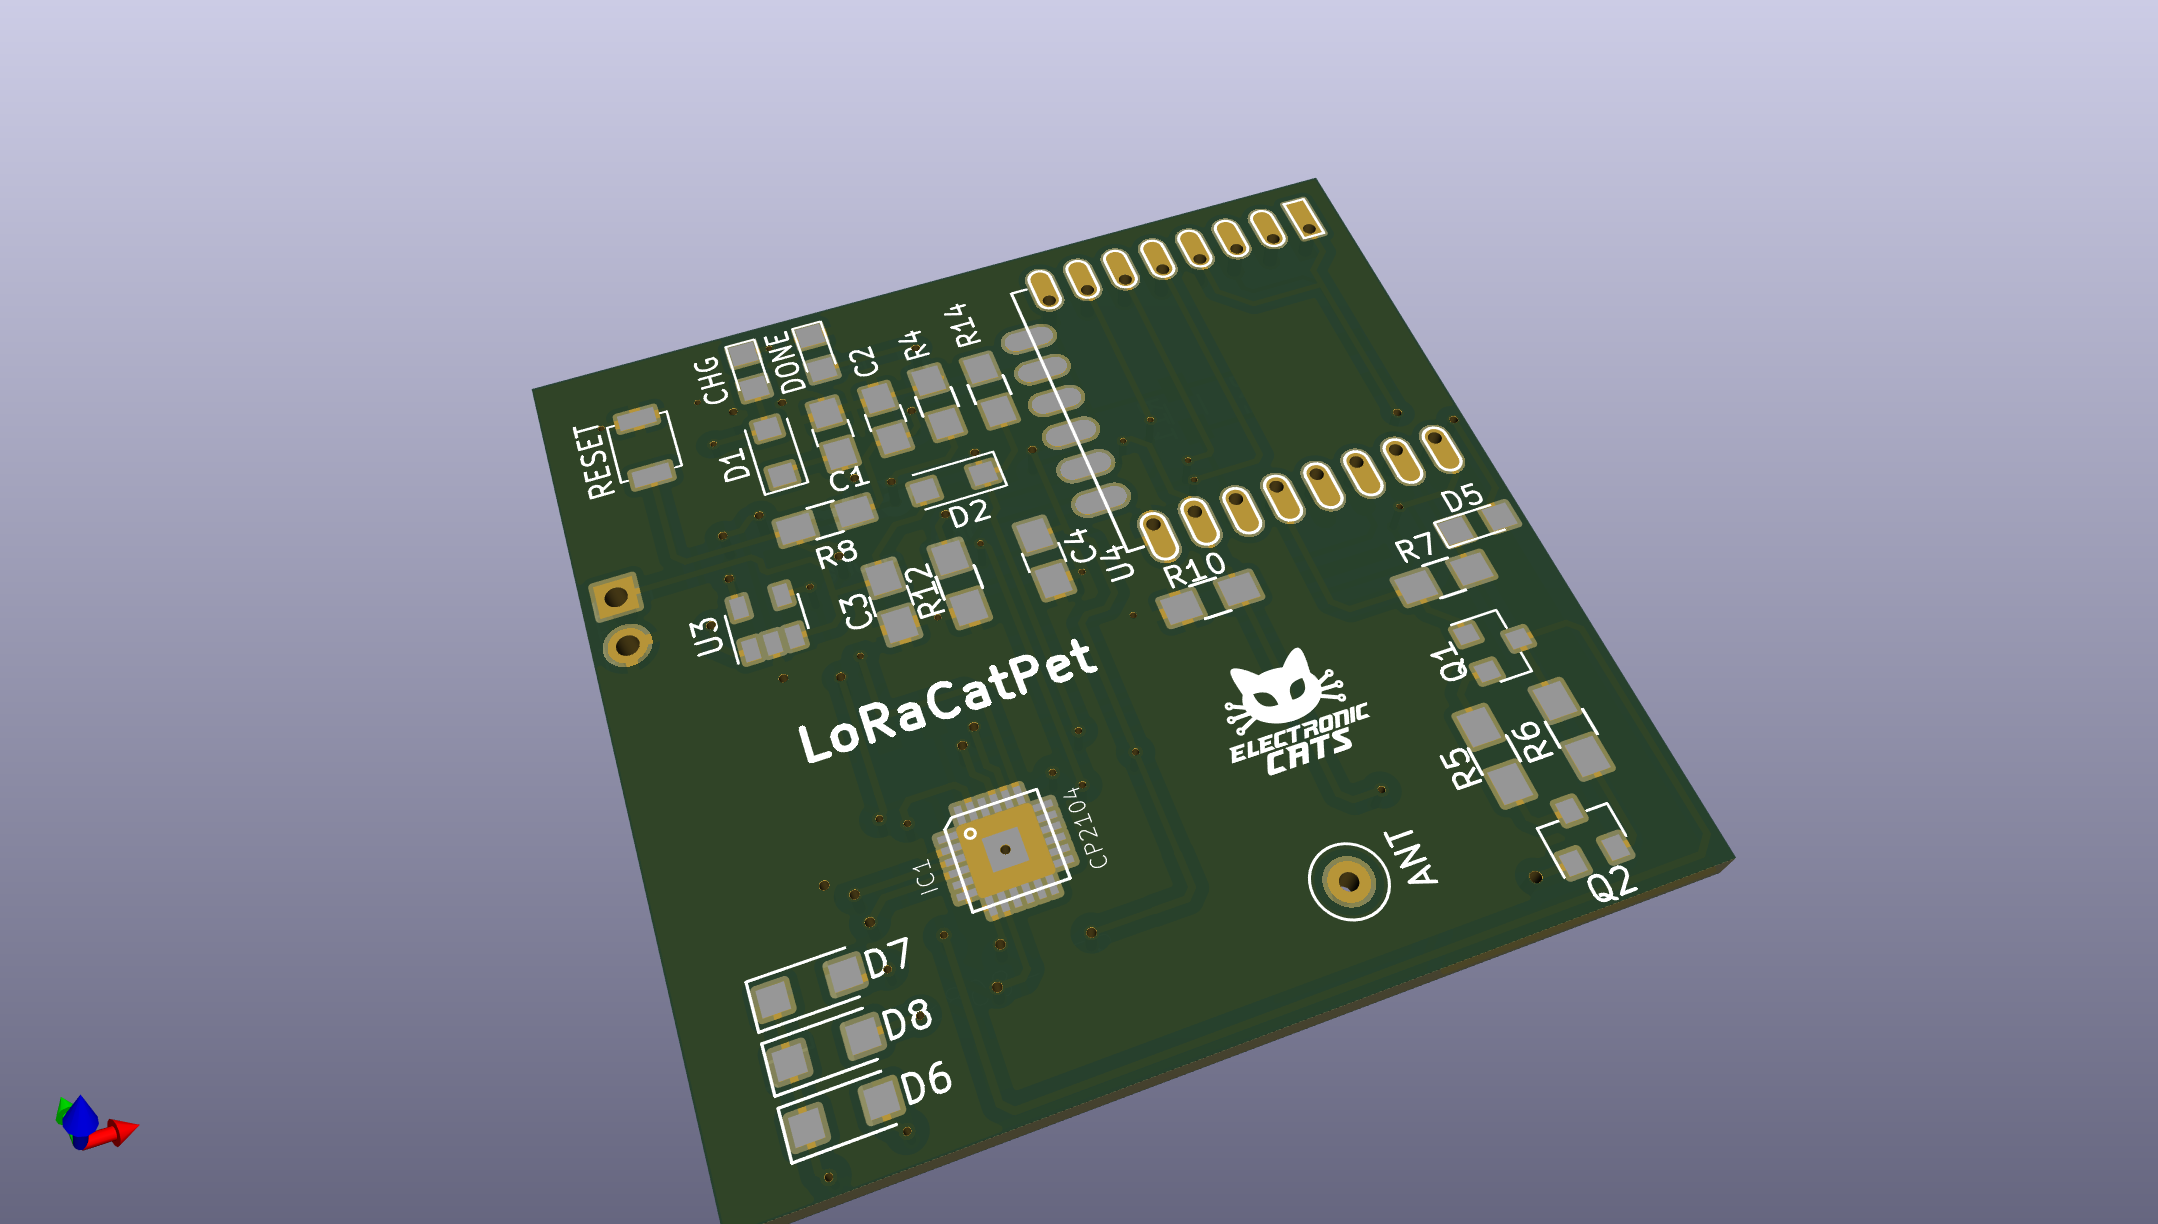 R14
R4
DONE
C2
CHG
RESET
D1
C1
D2
D5
R8
R7
C4
U4
R10
R12
C3
U3
Q1
LoRaCatPet
ELECTRONIC
CATS
R6
R5
CP2104
IC1
ANT
Q2
D7
D8
D6